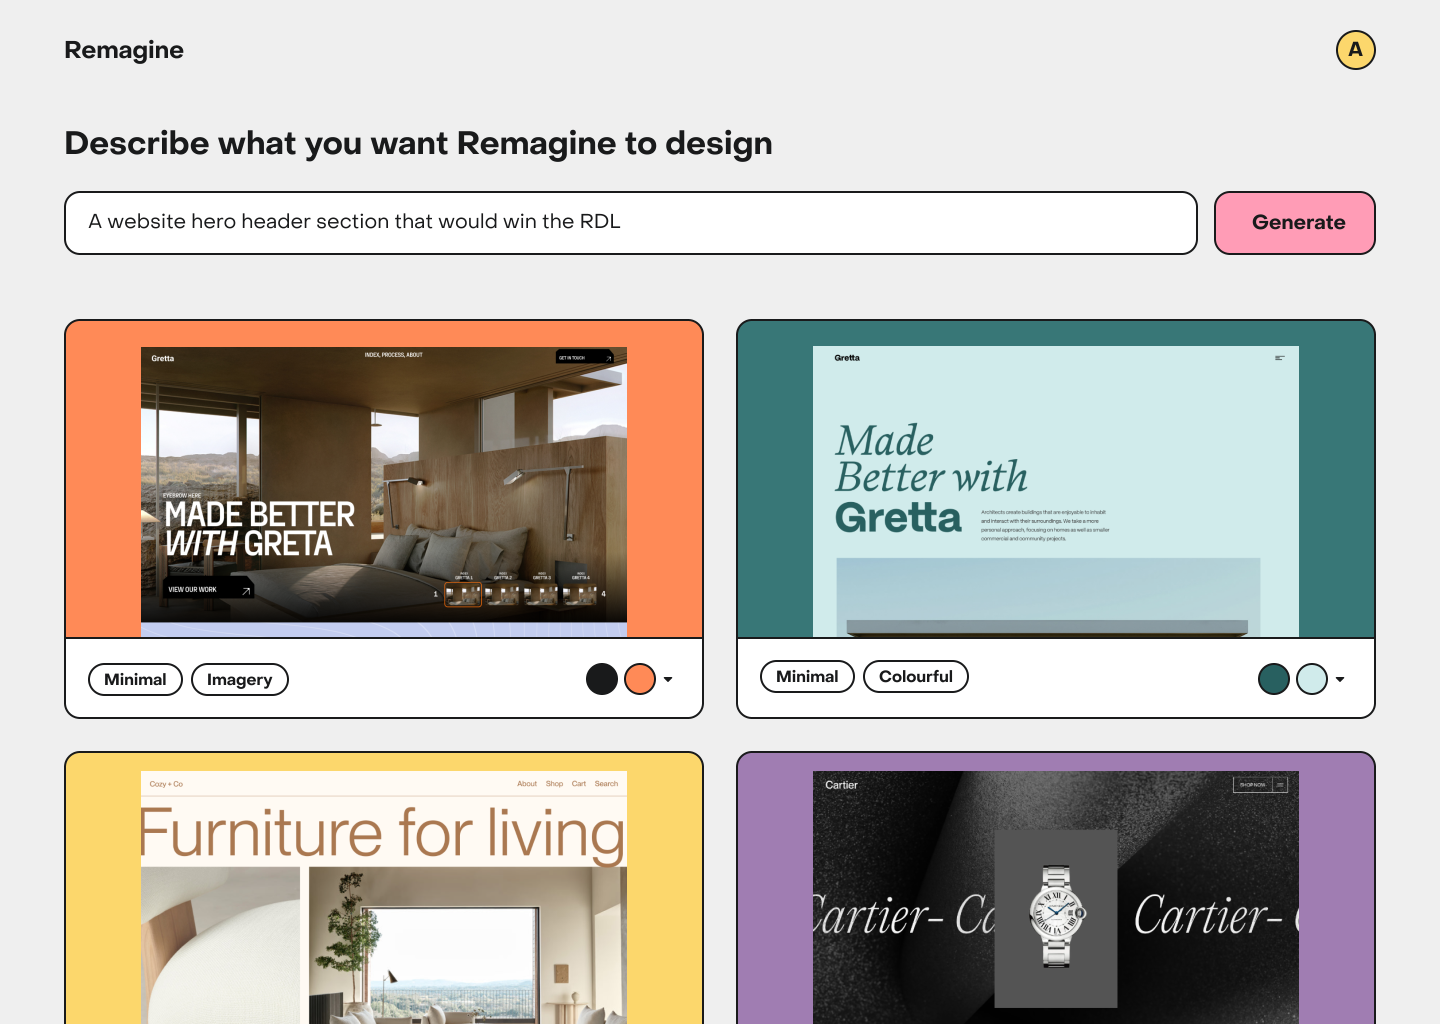 Remagine
A
Describe what you want Remagine to design
A website hero header section that would win the RDL
Generate
Gretta
INDEX, PROCESS, ABOUT
GET IN TOUCH
EYEBROW HERE
MADE BETTER
WITH GRETA
VIEW OUR WORK
1
GRETTA 1
GRETTA 2
GRETTA 3
GRETTA 4
4
Minimal
Imagery
Gretta
Made
Better with
Gretta
Architects create buildings that are enjoyable to inhabit
and interact with their surroundings. We take a more
personal approach, focusing on homes as well as smaller
commercial and community projects.
Minimal
Colourful
Cozy + Co
About Shop Cart Search
Furniture for living
Cartier
SHOP NOW
Cartier- Ca
Cartier-